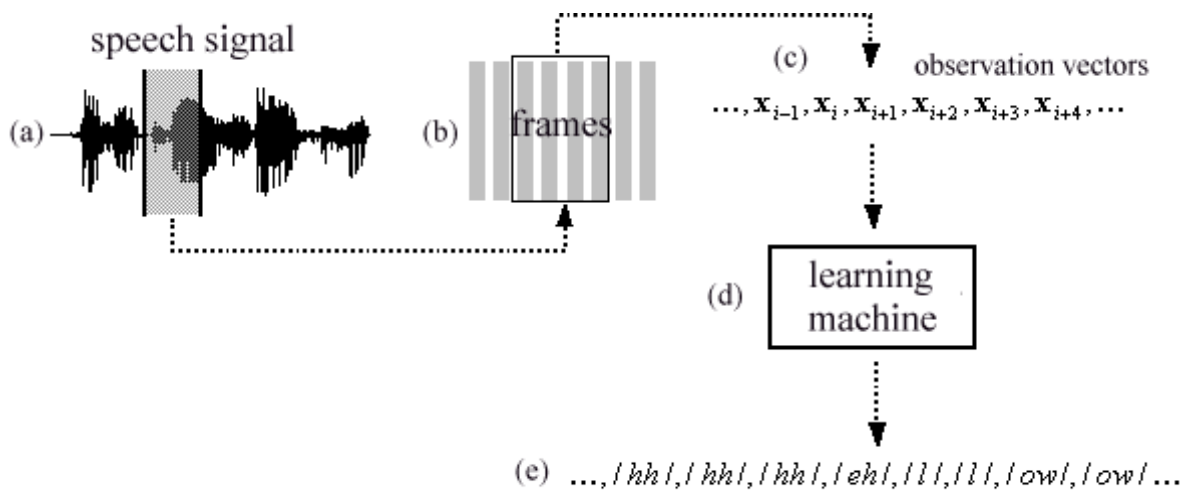 speech signal
(a)
(b)
frames
(c)
observation vectors
..., x_{i-1}, x_i, x_{i+1}, x_{i+2}, x_{i+3}, x_{i+4}, ...
(d)
learning
machine
(e) ..., /hh/, /hh/, /hh/, /eh/, /l/, /l/, /ow/, /ow/ ...